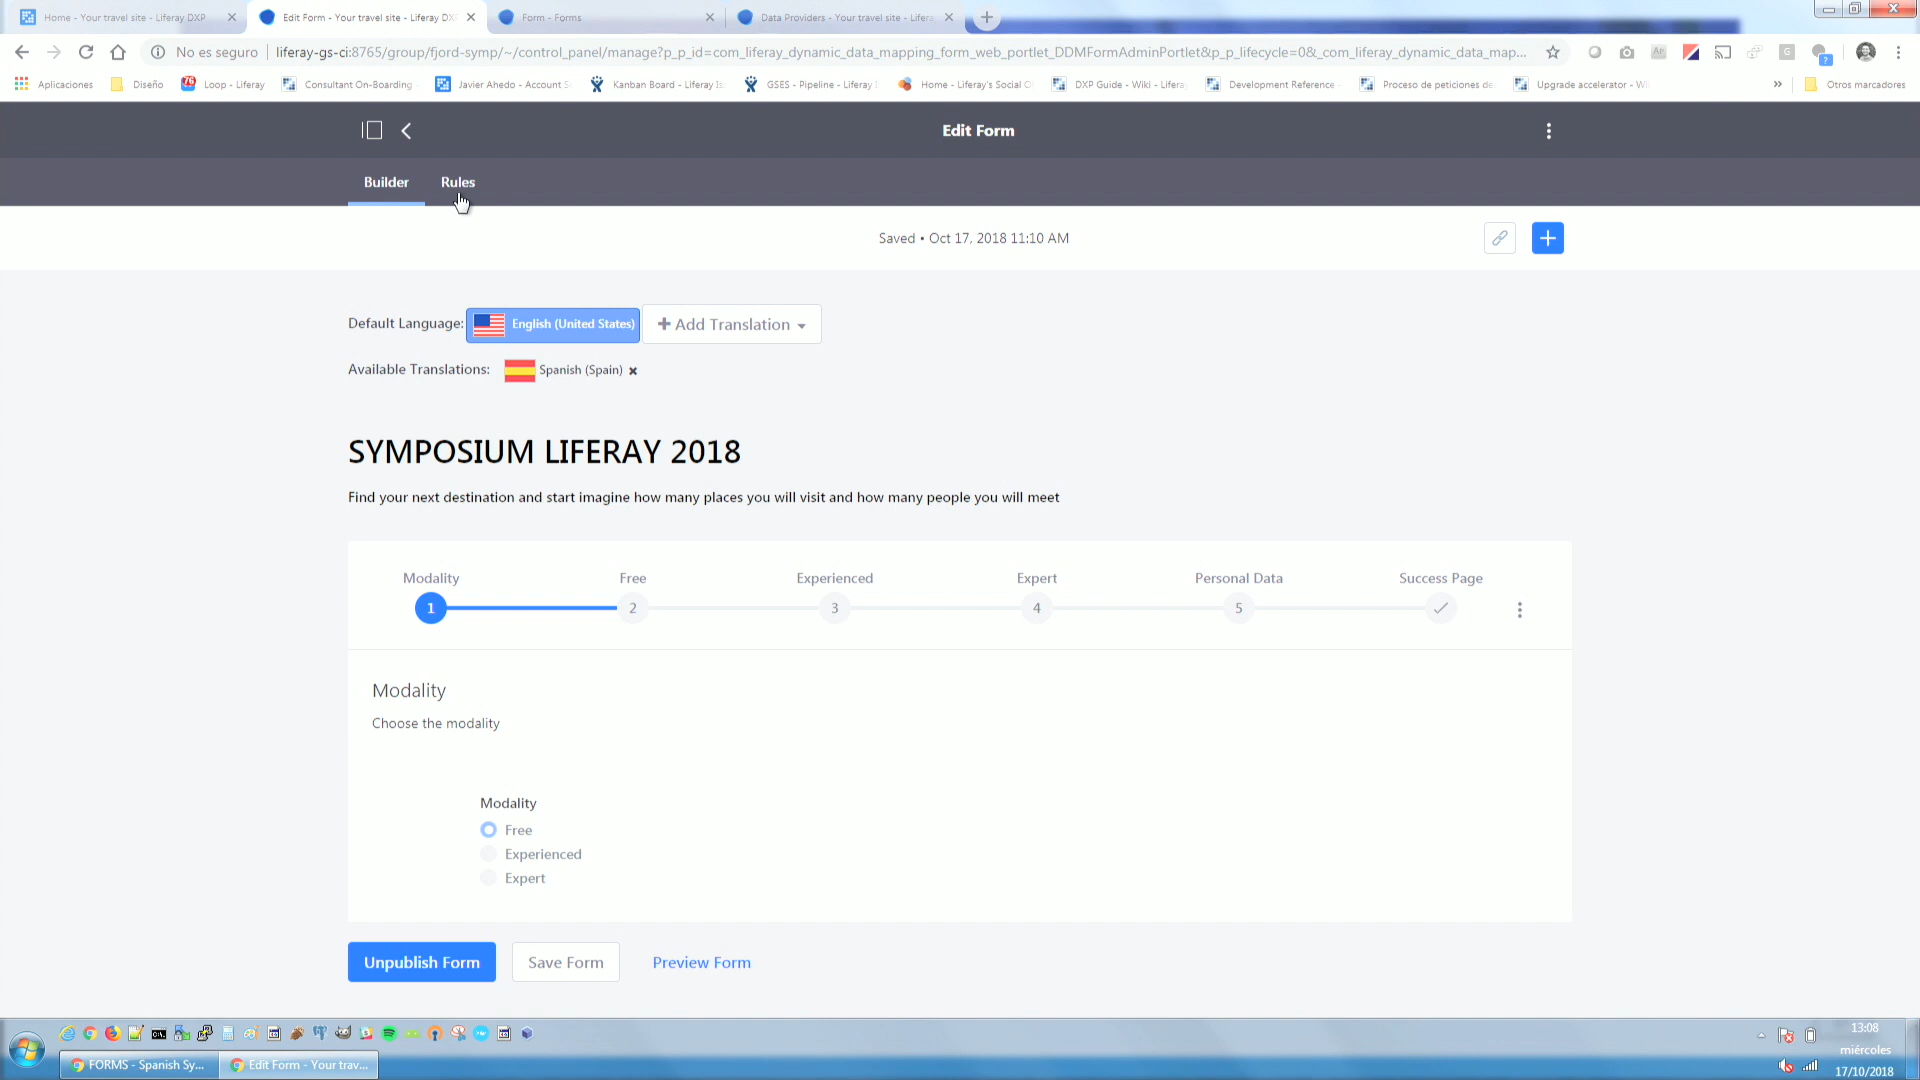 Home - Your travel site - Liferay DXP
Edit Form - Your travel site - Liferay DX
Form - Forms
Data Providers - Your travel site - Lifera
No es seguro
liferay-gs-ci:8765/group/fjord-symp/~/control_panel/manage?p_p_id=com_liferay_dynamic_data_mapping_form_web_portlet_DDMFormAdminPortlet&p_p_lifecycle=0&_com_liferay_dynamic_data_map...
Aplicaciones
Diseño
76
Loop - Liferay
Consultant On-Boarding
Javier Ahedo - Account S
Kanban Board - Liferay Is
GSES - Pipeline - Liferay I
Home - Liferay's Social O
DXP Guide - Wiki - Lifera
Development Reference -
Proceso de peticiones de
Upgrade accelerator - Wi
»
Otros marcadores
Edit Form
Builder
Rules
Saved • Oct 17, 2018 11:10 AM
Default Language:
English (United States)
Add Translation
Available Translations:
Spanish (Spain)
SYMPOSIUM LIFERAY 2018
Find your next destination and start imagine how many places you will visit and how many people you will meet
Modality
Free
Experienced
Expert
Personal Data
Success Page
1
2
3
4
5
Modality
Choose the modality
Modality
Free
Experienced
Expert
Unpublish Form
Save Form
Preview Form
FORMS - Spanish Sy...
Edit Form - Your trav...
13:08
miércoles
17/10/2018